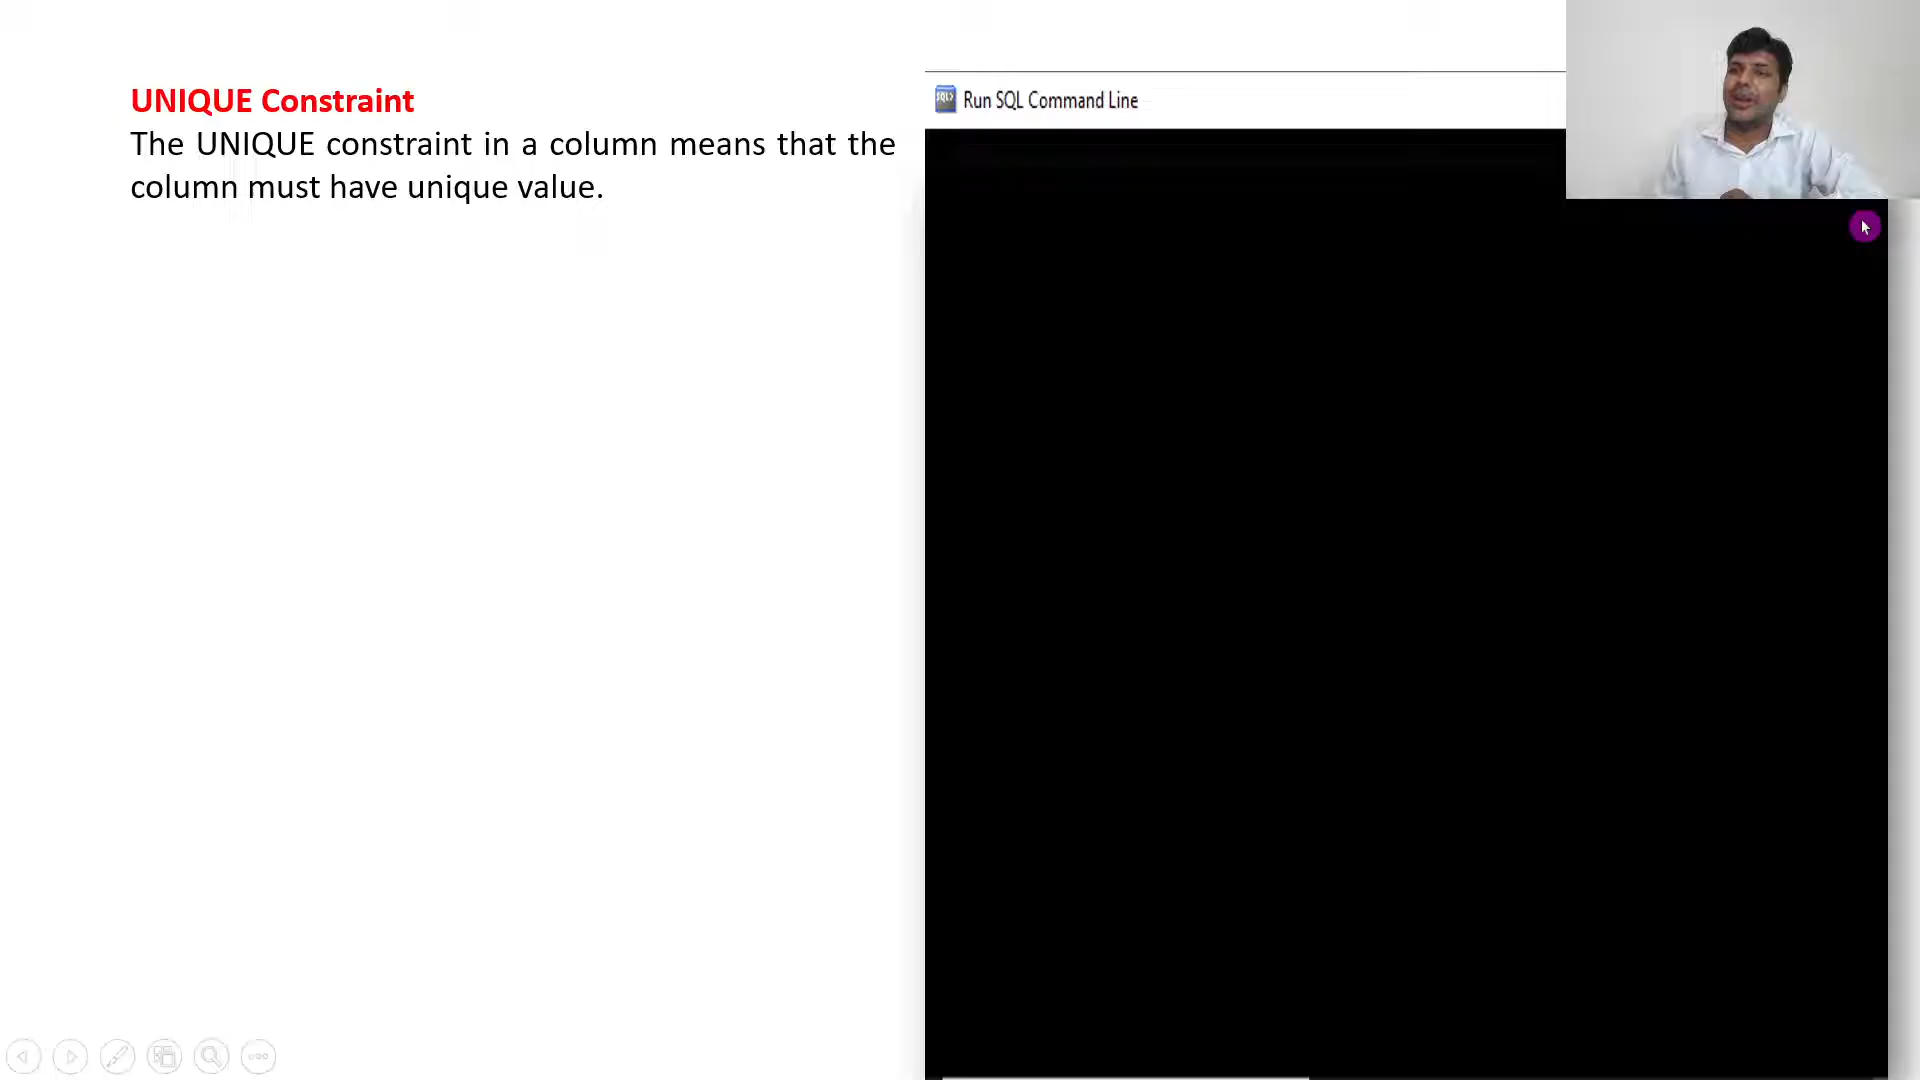 UNIQUE Constraint
The UNIQUE constraint in a column means that the
column must have unique value.
SQL>
Run SQL Command Line